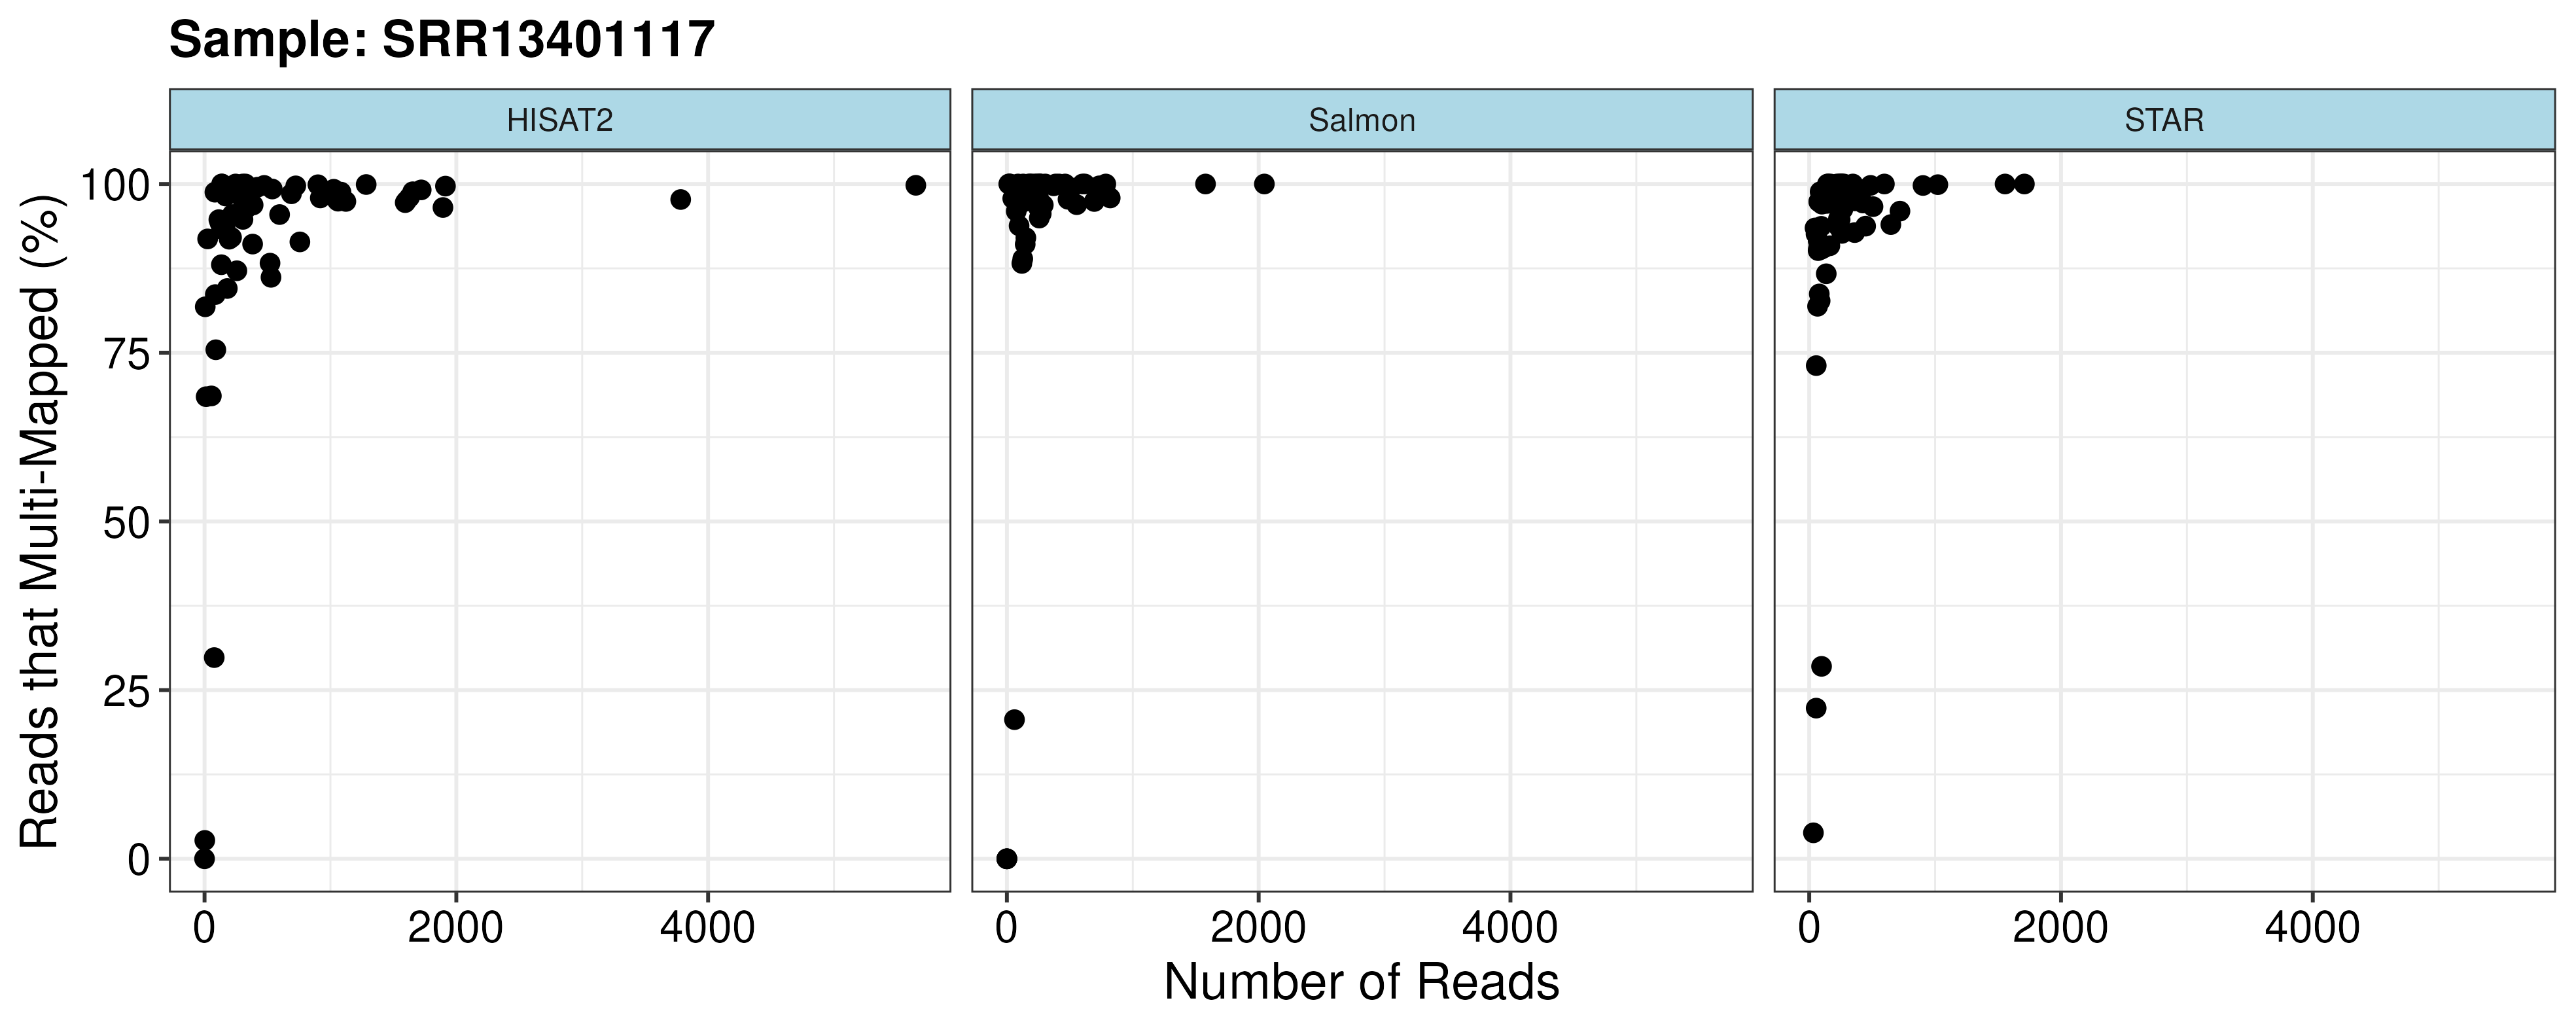 Sample: SRR13401117
HISAT2
Salmon
STAR
Reads that Multi-Mapped (%)
100
75
50
25
0
0 2000 4000
0 2000 4000
0 2000 4000
Number of Reads